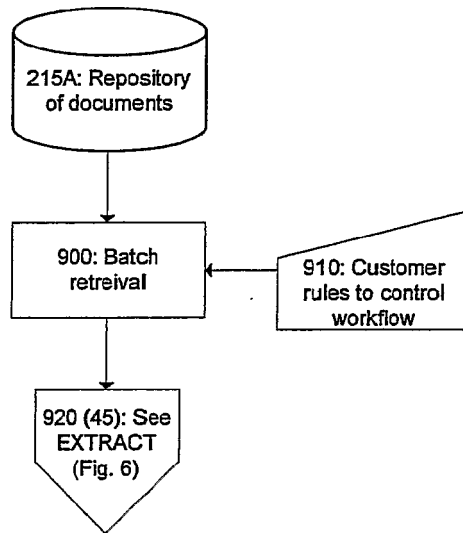 215A: Repository
of documents
900: Batch
retreival
910: Customer
rules to control
workflow
920 (45): See
EXTRACT
(Fig. 6)